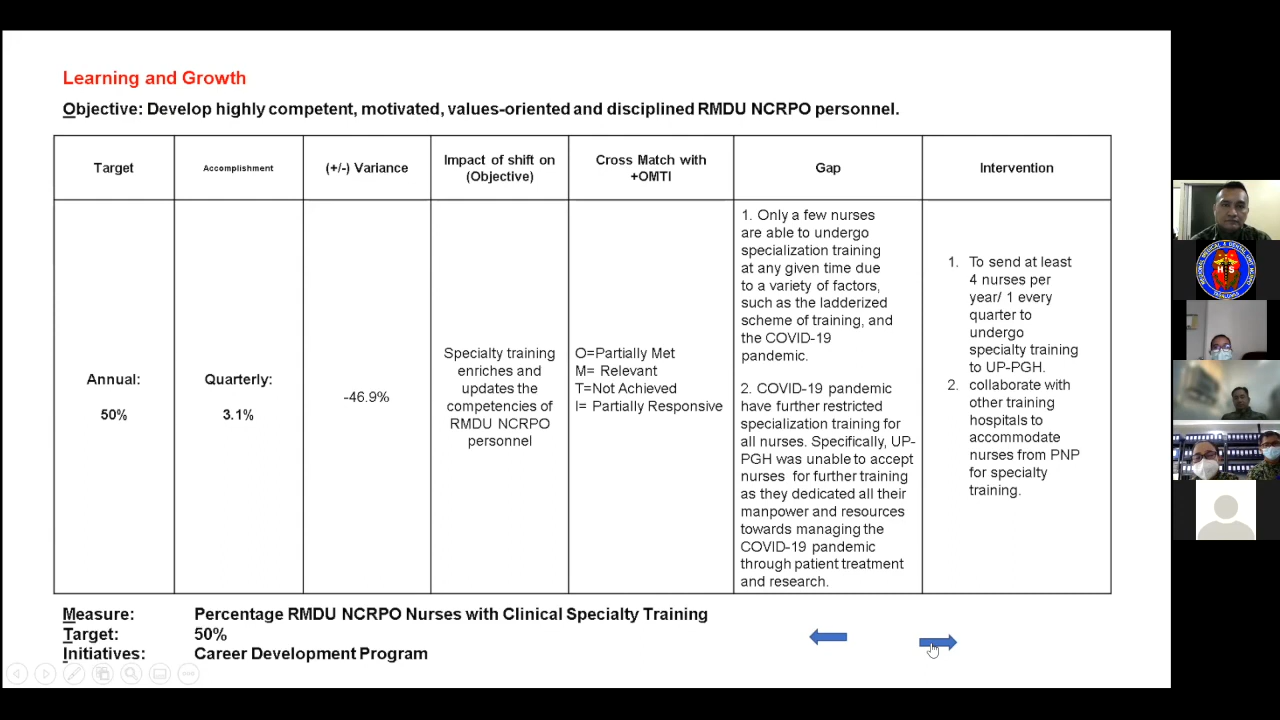 Learning and Growth
Objective: Develop highly competent, motivated, values-oriented and disciplined RMDU NCRPO personnel.
Target
Accomplishment
(+/-) Variance
Impact of shift on
(Objective)
Cross Match with
+OMTI
Gap
Intervention
Annual:
50%
Quarterly:
3.1%
-46.9%
Specialty training
enriches and
updates the
competencies of
RMDU NCRPO
personnel
O=Partially Met
M= Relevant
T=Not Achieved
I= Partially Responsive
1. Only a few nurses
are able to undergo
specialization training
at any given time due
to a variety of factors,
such as the ladderized
scheme of training, and
the COVID-19
pandemic.
2. COVID-19 pandemic
have further restricted
specialization training for
all nurses. Specifically, UP-
PGH was unable to accept
nurses for further training
as they dedicated all their
manpower and resources
towards managing the
COVID-19 pandemic
through patient treatment
and research.
1. To send at least
4 nurses per
year/ 1 every
quarter to
undergo
specialty training
to UP-PGH.
2. collaborate with
other training
hospitals to
accommodate
nurses from PNP
for specialty
training.
Measure: Percentage RMDU NCRPO Nurses with Clinical Specialty Training
Target: 50%
Initiatives: Career Development Program